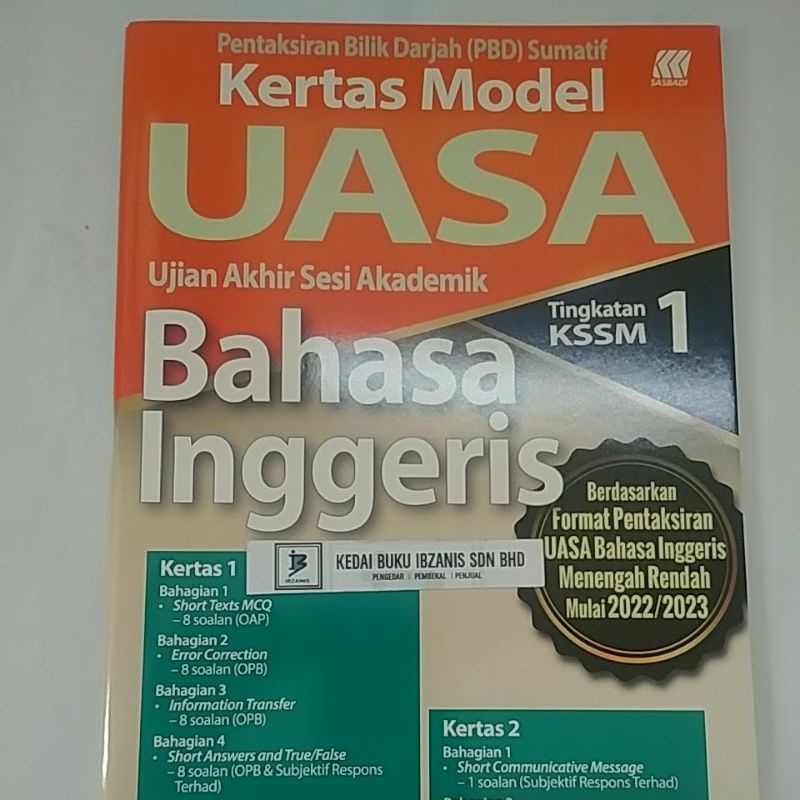 Pentaksiran Bilik Darjah (PBD) Sumatif
Kertas Model
SASBADI
UASA
Ujian Akhir Sesi Akademik
Tingkatan 1
KSSM
Bahasa
Inggeris
Berdasarkan
Format Pentaksiran
UASA Bahasa Inggeris
Menengah Rendah
Mulai 2022/2023
IBZANIS
KEDAI BUKU IBZANIS SDN BHD
PENGEDAR | PEMBEKAL | PENJUAL
Kertas 1
Bahagian 1
• Short Texts MCQ
– 8 soalan (OAP)
Bahagian 2
• Error Correction
– 8 soalan (OPB)
Bahagian 3
• Information Transfer
– 8 soalan (OPB)
Bahagian 4
• Short Answers and True/False
– 8 soalan (OPB & Subjektif Respons
Terhad)
Kertas 2
Bahagian 1
• Short Communicative Message
– 1 soalan (Subjektif Respons Terhad)